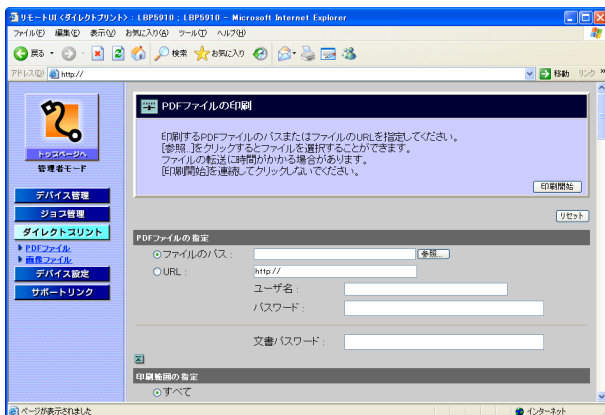 リモートUI <ダイレクトプリント> : LBP5910 ; LBP5910 - Microsoft Internet Explorer
ファイル(F) 編集(E) 表示(V) お気に入り(A) ツール(T) ヘルプ(H)
戻る 検索 お気に入り
アドレス(D) http:// 移動 リンク »
トップページへ
管理者モード
デバイス管理
ジョブ管理
ダイレクトプリント
PDFファイル
画像ファイル
デバイス設定
サポートリンク
PDFファイルの印刷
印刷するPDFファイルのパスまたはファイルのURLを指定してください。
[参照...]をクリックするとファイルを選択することができます。
ファイルの転送に時間がかかる場合があります。
[印刷開始]を連続してクリックしないでください。
印刷開始
リセット
PDFファイルの指定
ファイルのパス : 参照...
URL : http://
ユーザ名 :
パスワード :
文書パスワード :
印刷範囲の指定
すべて
ページが表示されました インターネット